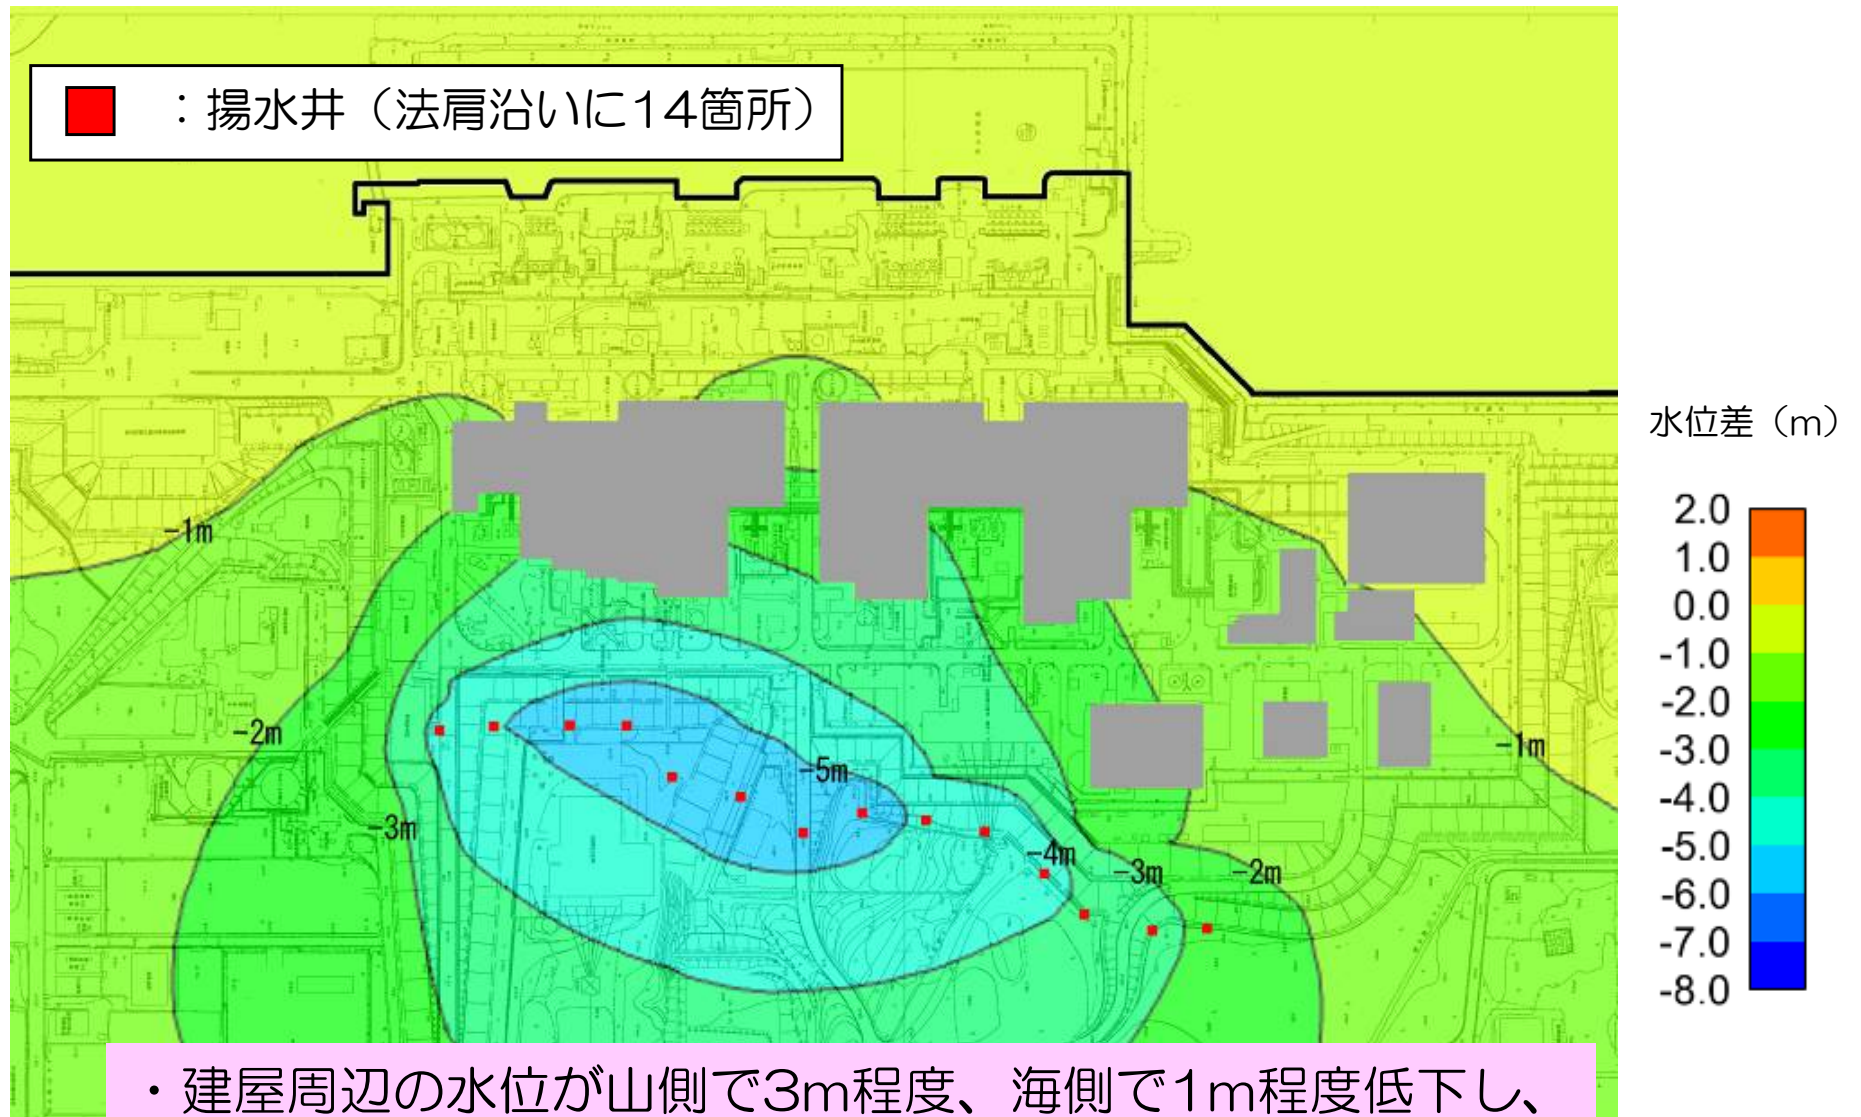 ：揚水井（法肩沿いに14箇所）
-1m
-2m
-3m
-5m
-4m
-3m
-2m
-1m
水位差（m）
2.0
1.0
0.0
-1.0
-2.0
-3.0
-4.0
-5.0
-6.0
-7.0
-8.0
・建屋周辺の水位が山側で3m程度、海側で1m程度低下し、